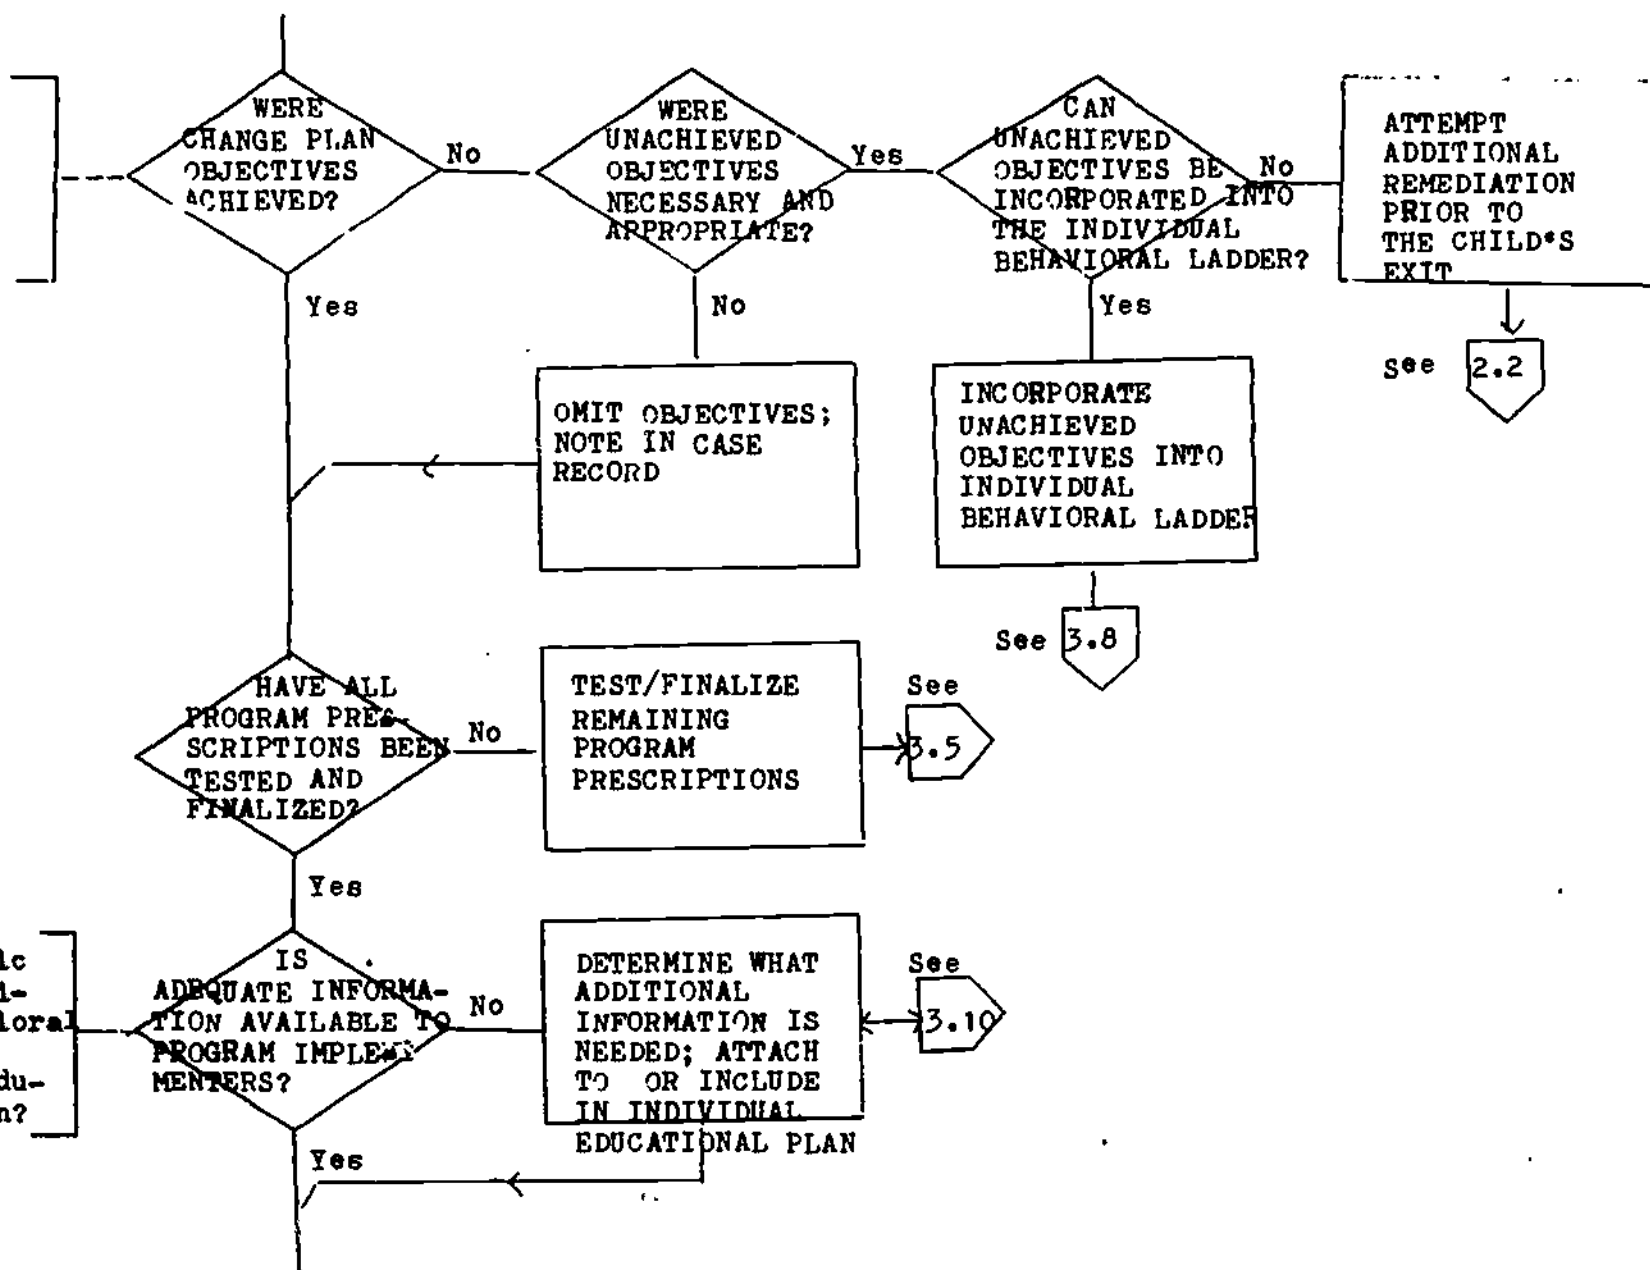 WERE
CHANGE PLAN
OBJECTIVES
ACHIEVED?
No
Yes
WERE
UNACHIEVED
OBJECTIVES
NECESSARY AND
APPROPRIATE?
Yes
No
CAN
UNACHIEVED
OBJECTIVES BE
INCORPORATED INTO
THE INDIVIDUAL
BEHAVIORAL LADDER?
No
Yes
ATTEMPT
ADDITIONAL
REMEDIATION
PRIOR TO
THE CHILD'S
EXIT
See 2.2
OMIT OBJECTIVES;
NOTE IN CASE
RECORD
INCORPORATE
UNACHIEVED
OBJECTIVES INTO
INDIVIDUAL
BEHAVIORAL LADDER
See 3.8
HAVE ALL
PROGRAM PRE-
SCRIPTIONS BEEN
TESTED AND
FINALIZED?
No
Yes
TEST/FINALIZE
REMAINING
PROGRAM
PRESCRIPTIONS
See
3.5
IS
ADEQUATE INFORMA-
TION AVAILABLE TO
PROGRAM IMPLE-
MENTERS?
No
Yes
DETERMINE WHAT
ADDITIONAL
INFORMATION IS
NEEDED; ATTACH
TO OR INCLUDE
IN INDIVIDUAL
EDUCATIONAL PLAN
See
3.10